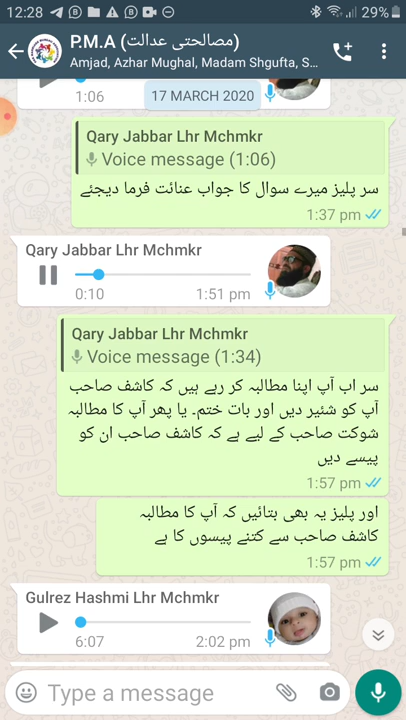 12:28
29%
P.M.A (مصالحتی عدالت)
Amjad, Azhar Mughal, Madam Shgufta, S...
1:06
17 MARCH 2020
Qary Jabbar Lhr Mchmkr
Voice message (1:06)
سر پلیز میرے سوال کا جواب عنائت فرما دیجئے
1:37 pm
Qary Jabbar Lhr Mchmkr
0:10 1:51 pm
Qary Jabbar Lhr Mchmkr
Voice message (1:34)
سر اب آپ اپنا مطالبہ کر رہے ہیں کہ کاشف صاحب
آپ کو شئیر دیں اور بات ختم۔ یا پھر آپ کا مطالبہ
شوکت صاحب کے لیے ہے کہ کاشف صاحب ان کو
پیسے دیں
1:57 pm
اور پلیز یہ بھی بتائیں کہ آپ کا مطالبہ
کاشف صاحب سے کتنے پیسوں کا ہے
1:57 pm
Gulrez Hashmi Lhr Mchmkr
6:07 2:02 pm
Type a message